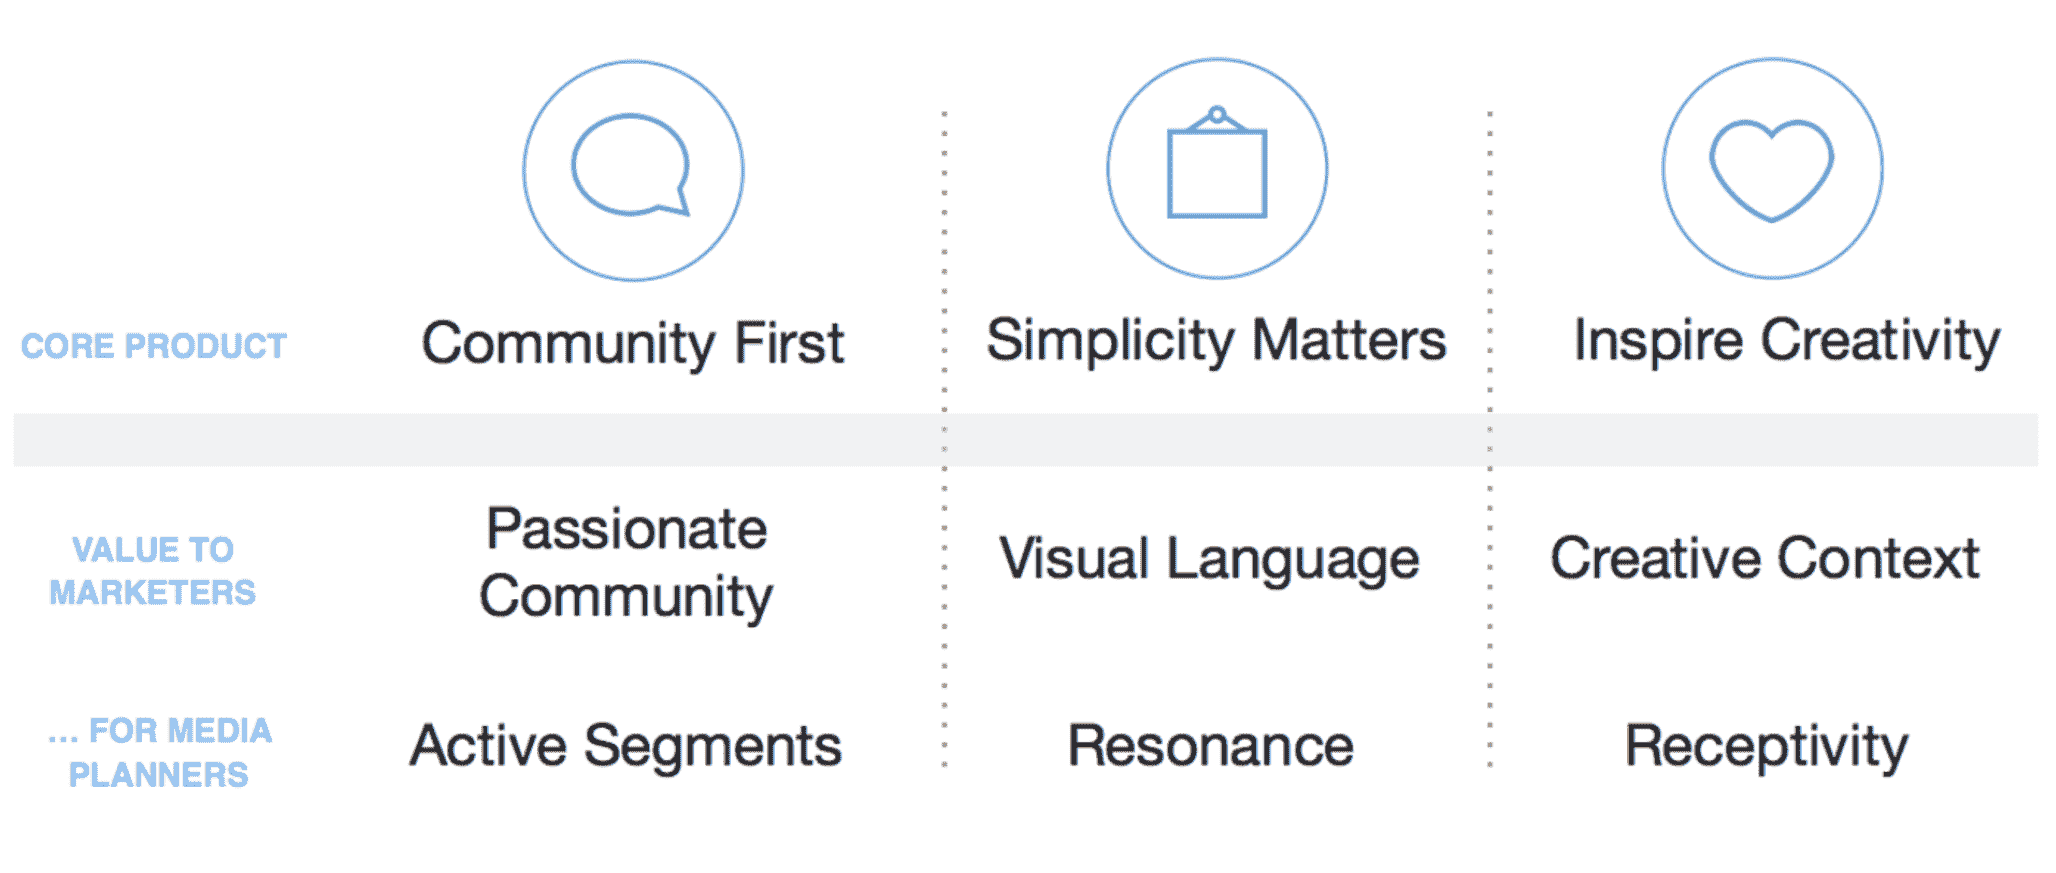 CORE PRODUCT
Community First
Simplicity Matters
Inspire Creativity
VALUE TO
MARKETERS
Passionate
Community
Visual Language
Creative Context
... FOR MEDIA
PLANNERS
Active Segments
Resonance
Receptivity